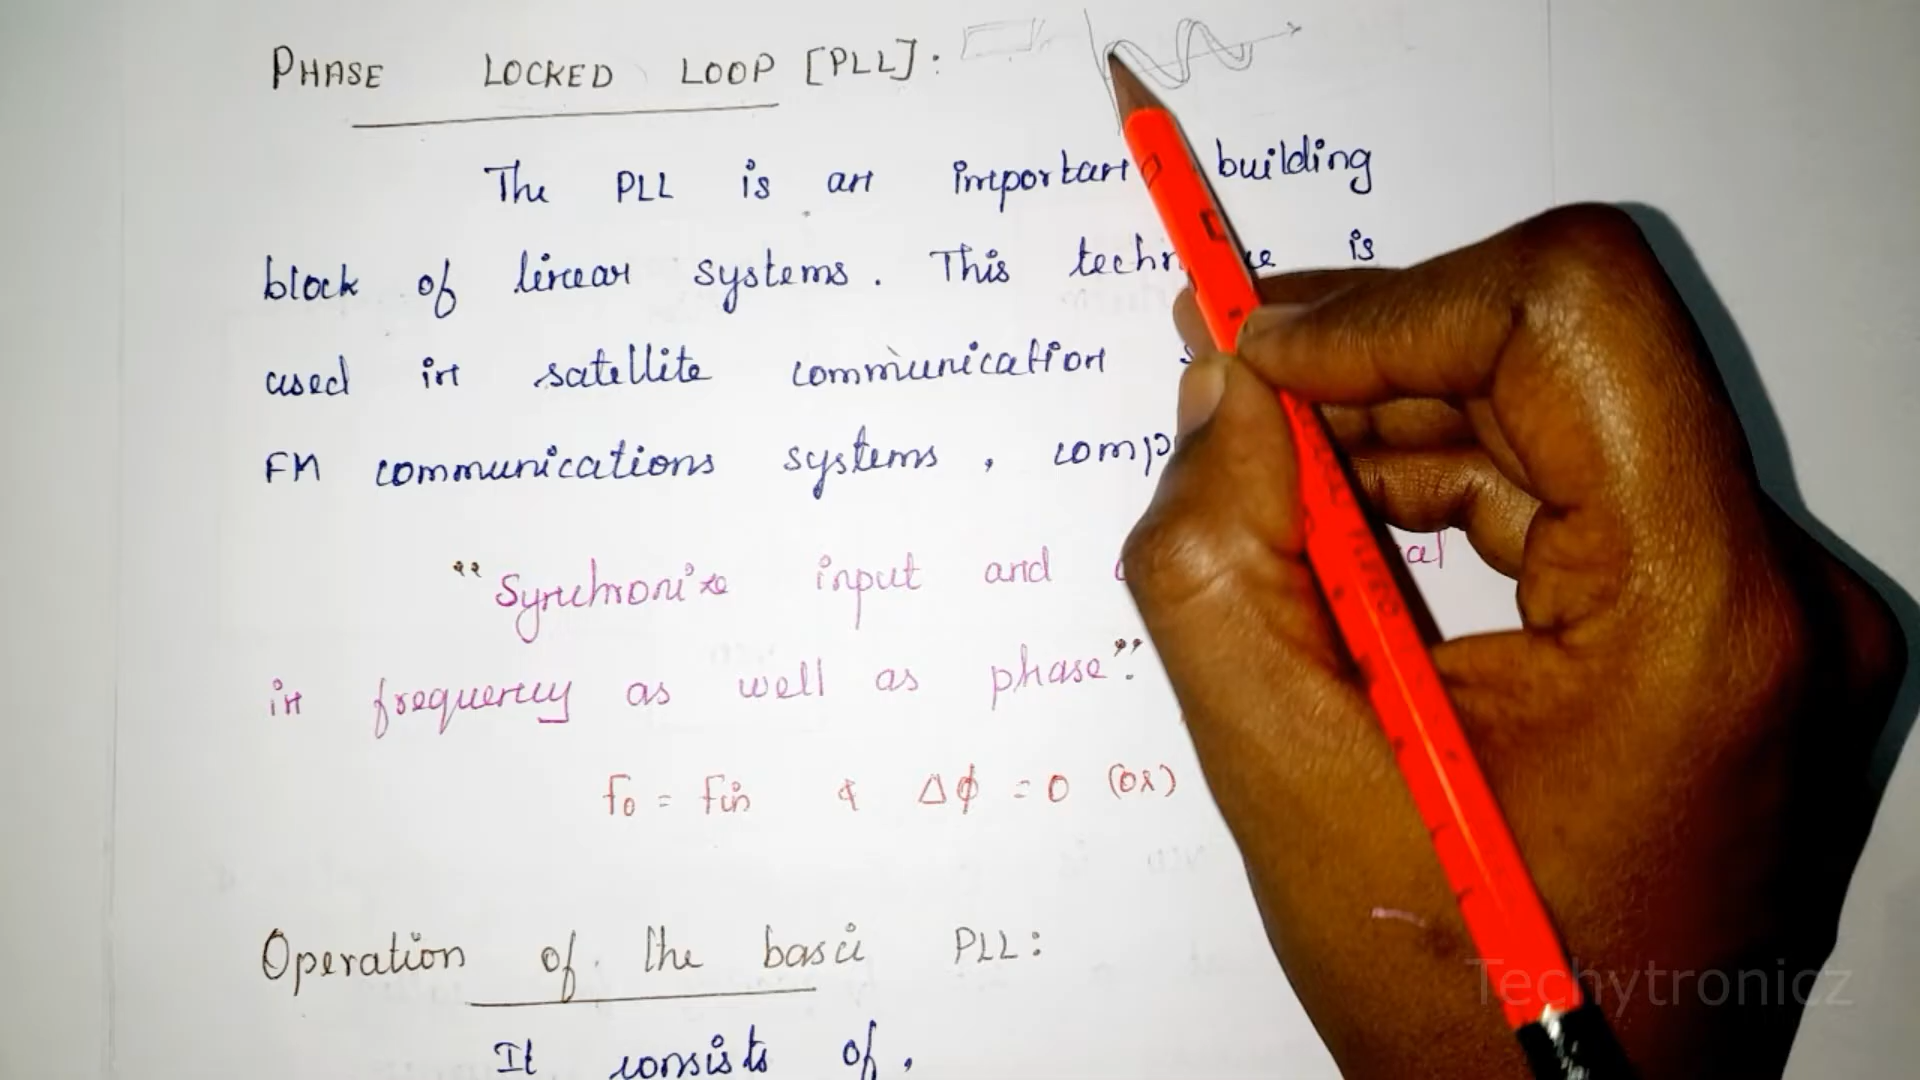 PHASE LOCKED LOOP [PLL]:
The PLL is an important building
block of linear systems. This is
used in satellite communication
FM communications systems,
"Synchronize input and
in frequency as well as phase".
fo = Fin & Δϕ = 0 (or)
Operation of the basic PLL:
It consists of,
Techytronicz